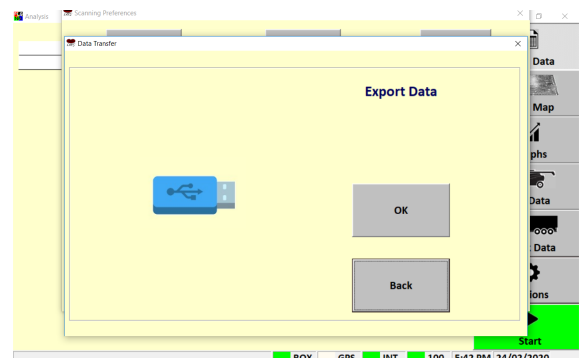 Analysis
Scanning Preferences
Data Transfer
Data
Export Data
Map
phs
Data
OK
Data
Back
ions
Start
BOX GPS INT 100 5:42 PM 24/02/2020